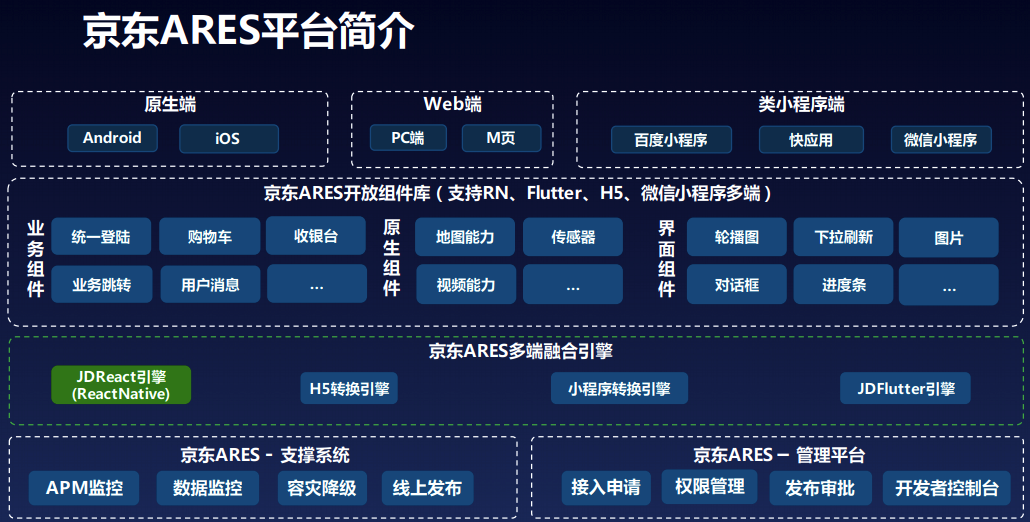 京东ARES平台简介
原生端
Android
iOS
Web端
PC端
M页
类小程序端
百度小程序
快应用
微信小程序
京东ARES开放组件库（支持RN、Flutter、H5、微信小程序多端）
业务组件
统一登陆
购物车
收银台
业务跳转
用户消息
...
原生组件
地图能力
传感器
视频能力
...
界面组件
轮播图
下拉刷新
图片
对话框
进度条
...
京东ARES多端融合引擎
JDReact引擎
(ReactNative)
H5转换引擎
小程序转换引擎
JDFlutter引擎
京东ARES - 支撑系统
APM监控
数据监控
容灾降级
线上发布
京东ARES – 管理平台
接入申请
权限管理
发布审批
开发者控制台